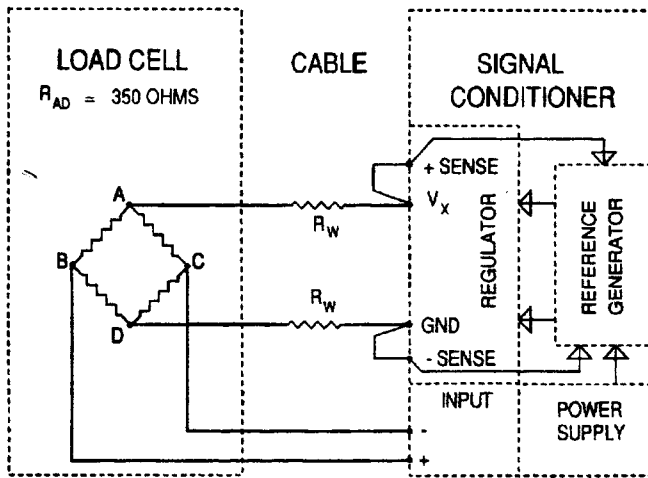 LOAD CELL
R_AD = 350 OHMS
CABLE
SIGNAL
CONDITIONER
A
B
C
D
R_W
R_W
+ SENSE
V_X
GND
- SENSE
REGULATOR
REFERENCE
GENERATOR
INPUT
-
+
POWER
SUPPLY